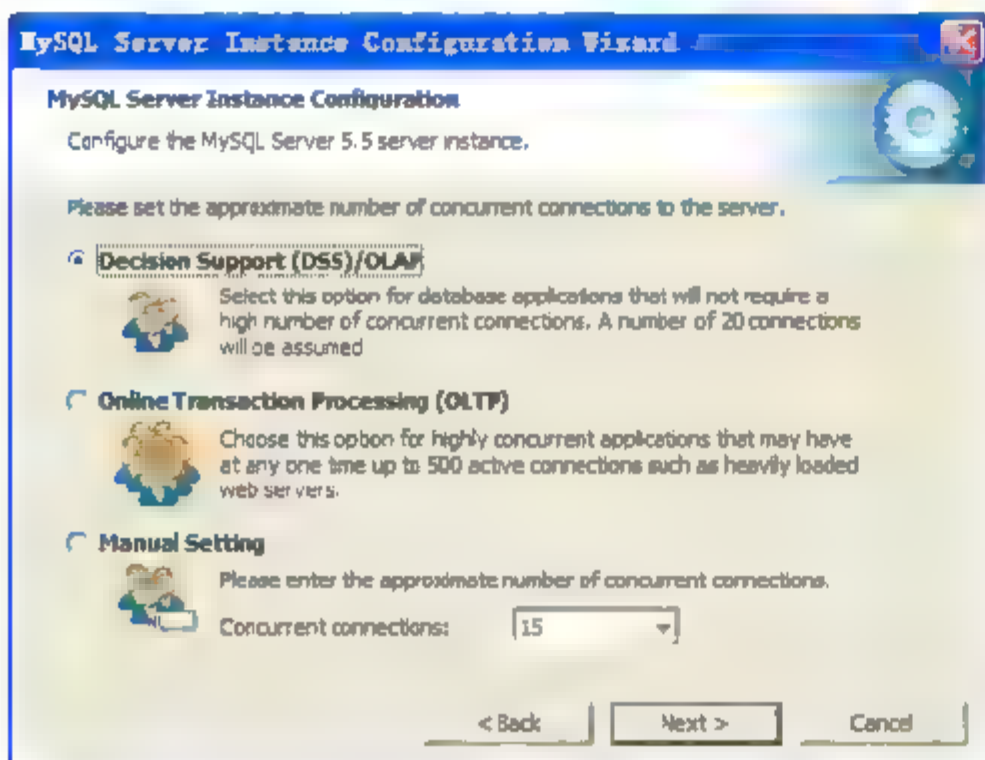 MySQL Server Instance Configuration Wizard
MySQL Server Instance Configuration
Configure the MySQL Server 5.5 server instance.
Please set the approximate number of concurrent connections to the server.
Decision Support (DSS)/OLAP
Select this option for database applications that will not require a
high number of concurrent connections. A number of 20 connections
will be assumed
Online Transaction Processing (OLTP)
Choose this option for highly concurrent applications that may have
at any one time up to 500 active connections such as heavily loaded
web servers.
Manual Setting
Please enter the approximate number of concurrent connections.
Concurrent connections: 15
< Back Next > Cancel